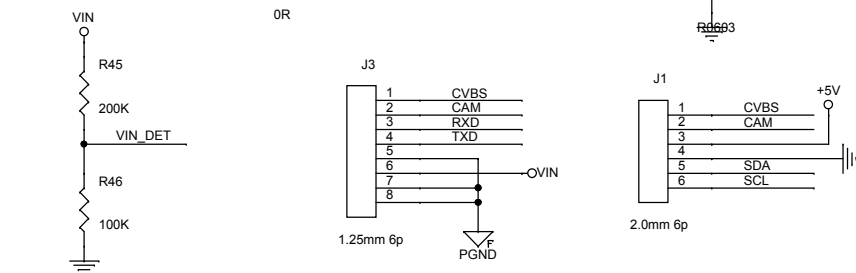 VIN
0R
R0603
R45
200K
VIN_DET
R46
100K
J3
1 CVBS
2 CAM
3 RXD
4 TXD
5
6 VIN
7
8
1.25mm 6p
F
PGND
J1
+5V
1 CVBS
2 CAM
3
4
5 SDA
6 SCL
2.0mm 6p